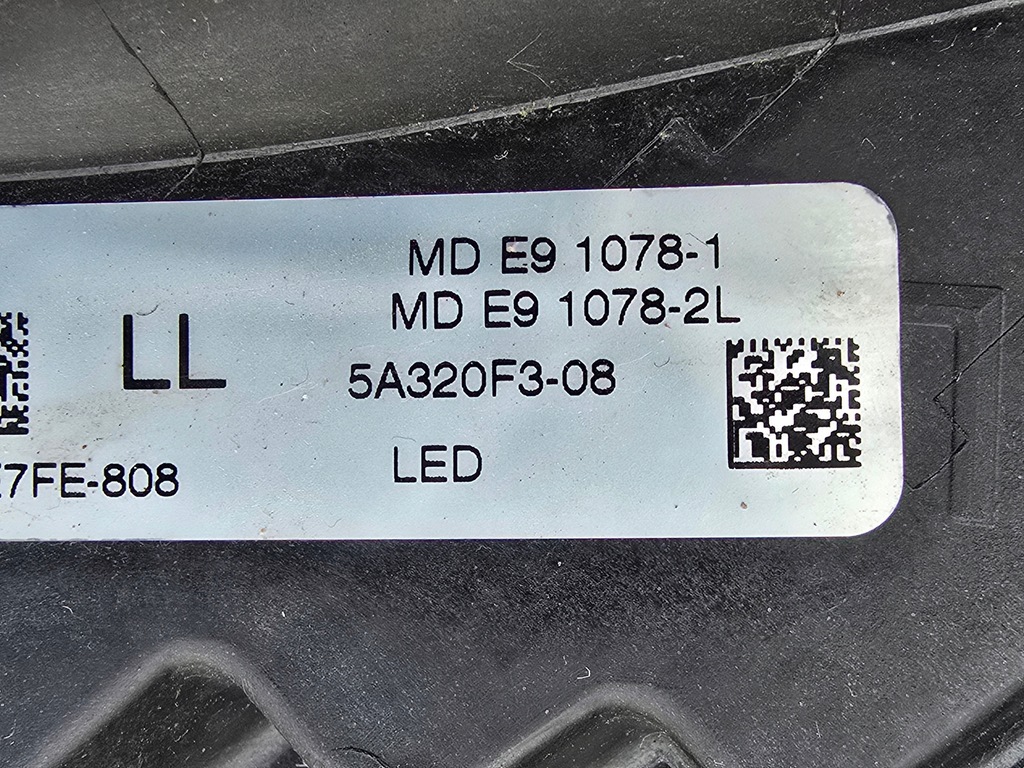 MD E9 1078-1
MD E9 1078-2L
LL
5A320F3-08
LED
7FE-808